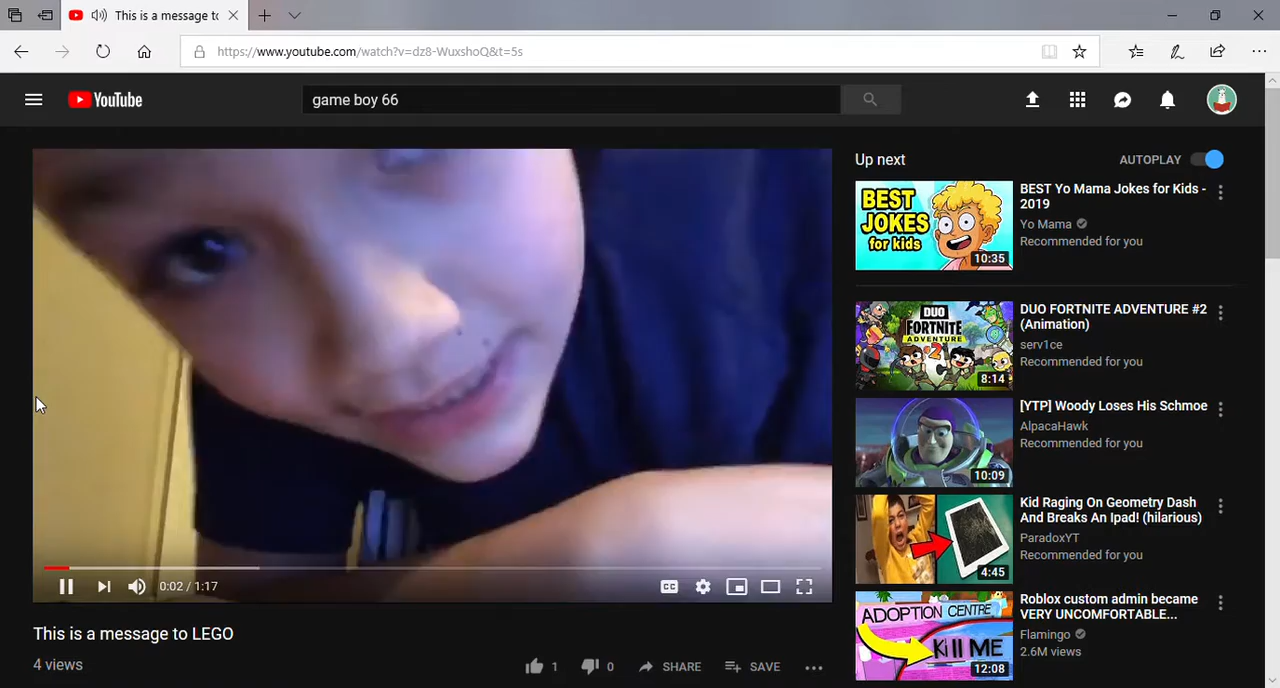 This is a message to
https://www.youtube.com/watch?v=dz8-WuxshoQ&t=5s
YouTube
game boy 66
Up next
AUTOPLAY
BEST
JOKES
for kids
10:35
BEST Yo Mama Jokes for Kids -
2019
Yo Mama
Recommended for you
DUO
FORTNITE
ADVENTURE
2
8:14
DUO FORTNITE ADVENTURE #2
(Animation)
serv1ce
Recommended for you
10:09
[YTP] Woody Loses His Schmoe
AlpacaHawk
Recommended for you
4:45
Kid Raging On Geometry Dash
And Breaks An Ipad! (hilarious)
ParadoxYT
Recommended for you
ADOPTION CENTRE
Kill ME
12:08
Roblox custom admin became
VERY UNCOMFORTABLE...
Flamingo
2.6M views
0:02 / 1:17
CC
This is a message to LEGO
4 views
1
0
SHARE
SAVE